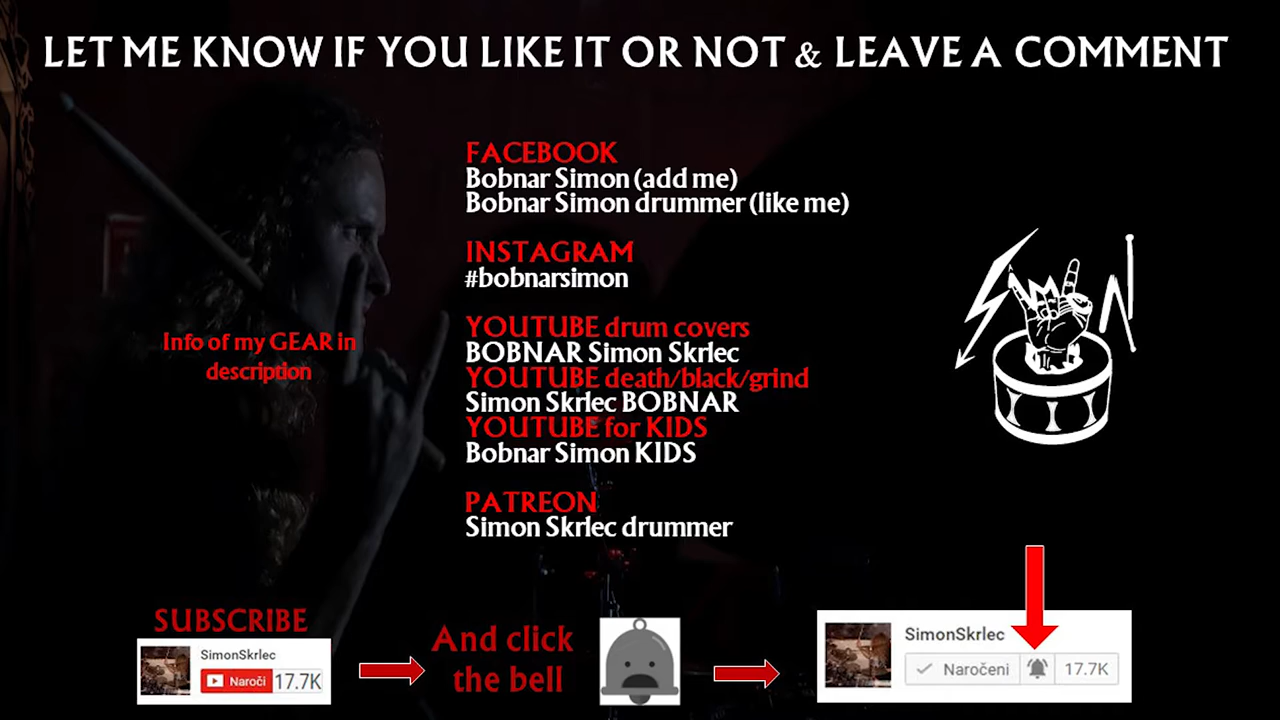 LET ME KNOW IF YOU LIKE IT OR NOT & LEAVE A COMMENT
FACEBOOK
Bobnar Simon (add me)
Bobnar Simon drummer (like me)
INSTAGRAM
#bobnarsimon
Info of my GEAR in
description
YOUTUBE drum covers
BOBNAR Simon Skrlec
YOUTUBE death/black/grind
Simon Skrlec BOBNAR
YOUTUBE for KIDS
Bobnar Simon KIDS
PATREON
Simon Skrlec drummer
SIMON
SUBSCRIBE
SimonSkrlec
Naroči 17.7K
And click
the bell
SimonSkrlec
Naročeni 17.7K